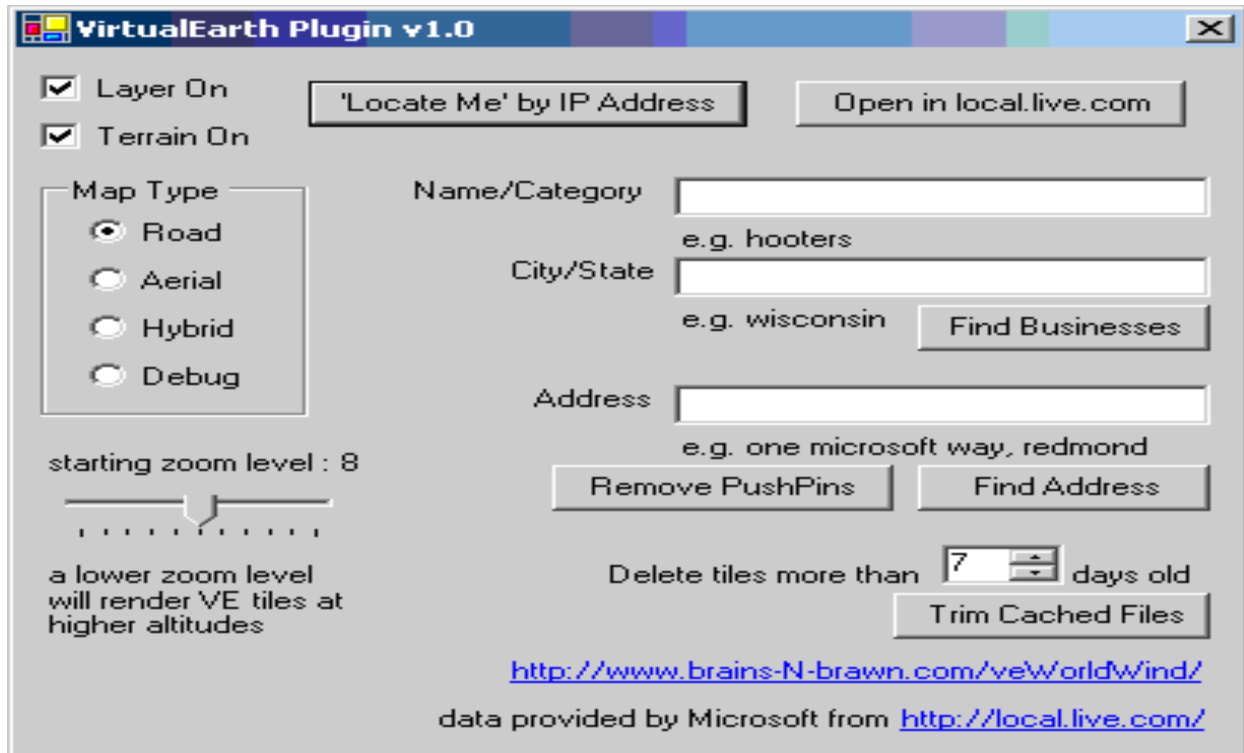 VirtualEarth Plugin v1.0
Layer On
'Locate Me' by IP Address
Open in local.live.com
Terrain On
Map Type
Road
Aerial
Hybrid
Debug
Name/Category
e.g. hooters
City/State
e.g. wisconsin
Find Businesses
Address
e.g. one microsoft way, redmond
Remove PushPins
Find Address
starting zoom level : 8
a lower zoom level
will render VE tiles at
higher altitudes
Delete tiles more than 7 days old
Trim Cached Files
http://www.brains-N-brawn.com/veWorldWind/
data provided by Microsoft from http://local.live.com/